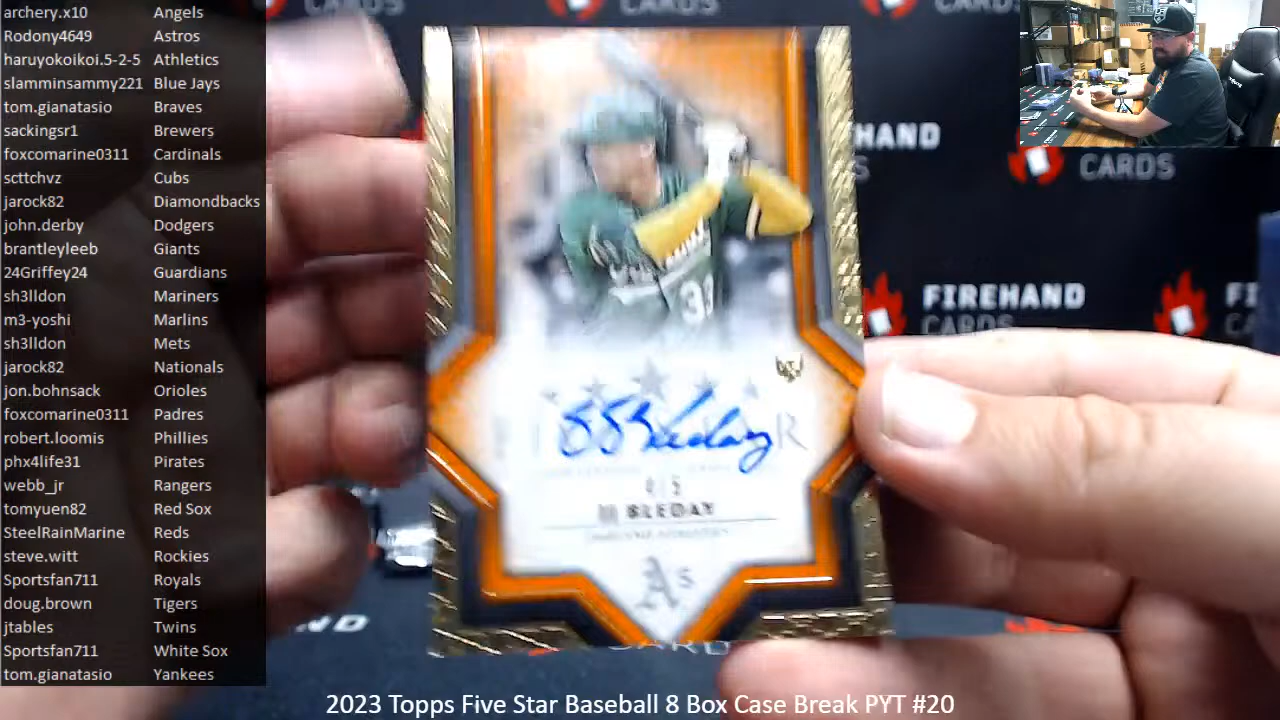 archery.x10 Angels
Rodony4649 Astros
haruyokoikoi.5-2-5 Athletics
slamminsammy221 Blue Jays
tom.gianatasio Braves
sackingsr1 Brewers
foxcomarine0311 Cardinals
scttchvz Cubs
jarock82 Diamondbacks
john.derby Dodgers
brantleyleeb Giants
24Griffey24 Guardians
sh3lldon Mariners
m3-yoshi Marlins
sh3lldon Mets
jarock82 Nationals
jon.bohnsack Orioles
foxcomarine0311 Padres
robert.loomis Phillies
phx4life31 Pirates
webb_jr Rangers
tomyuen82 Red Sox
SteelRainMarine Reds
steve.witt Rockies
Sportsfan711 Royals
doug.brown Tigers
jtables Twins
Sportsfan711 White Sox
tom.gianatasio Yankees
CARDS
HAND
CARDS
FIREHAND
CARDS
FI
JJ Bleday
R
BLEDAY
A's
2023 Topps Five Star Baseball 8 Box Case Break PYT #20